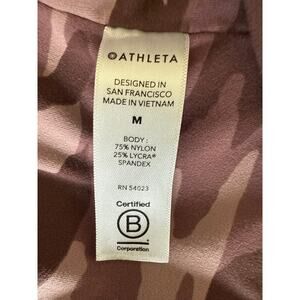 ATHLETA
DESIGNED IN
SAN FRANCISCO
MADE IN VIETNAM
M
BODY :
75% NYLON
25% LYCRA®
SPANDEX
RN 54023
Certified
B
Corporation